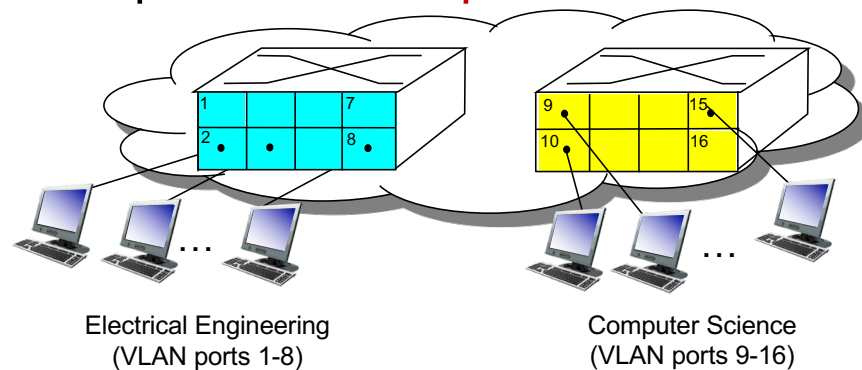 1 7
2 8
9 15
10 16
... ...
Electrical Engineering
(VLAN ports 1-8)
Computer Science
(VLAN ports 9-16)